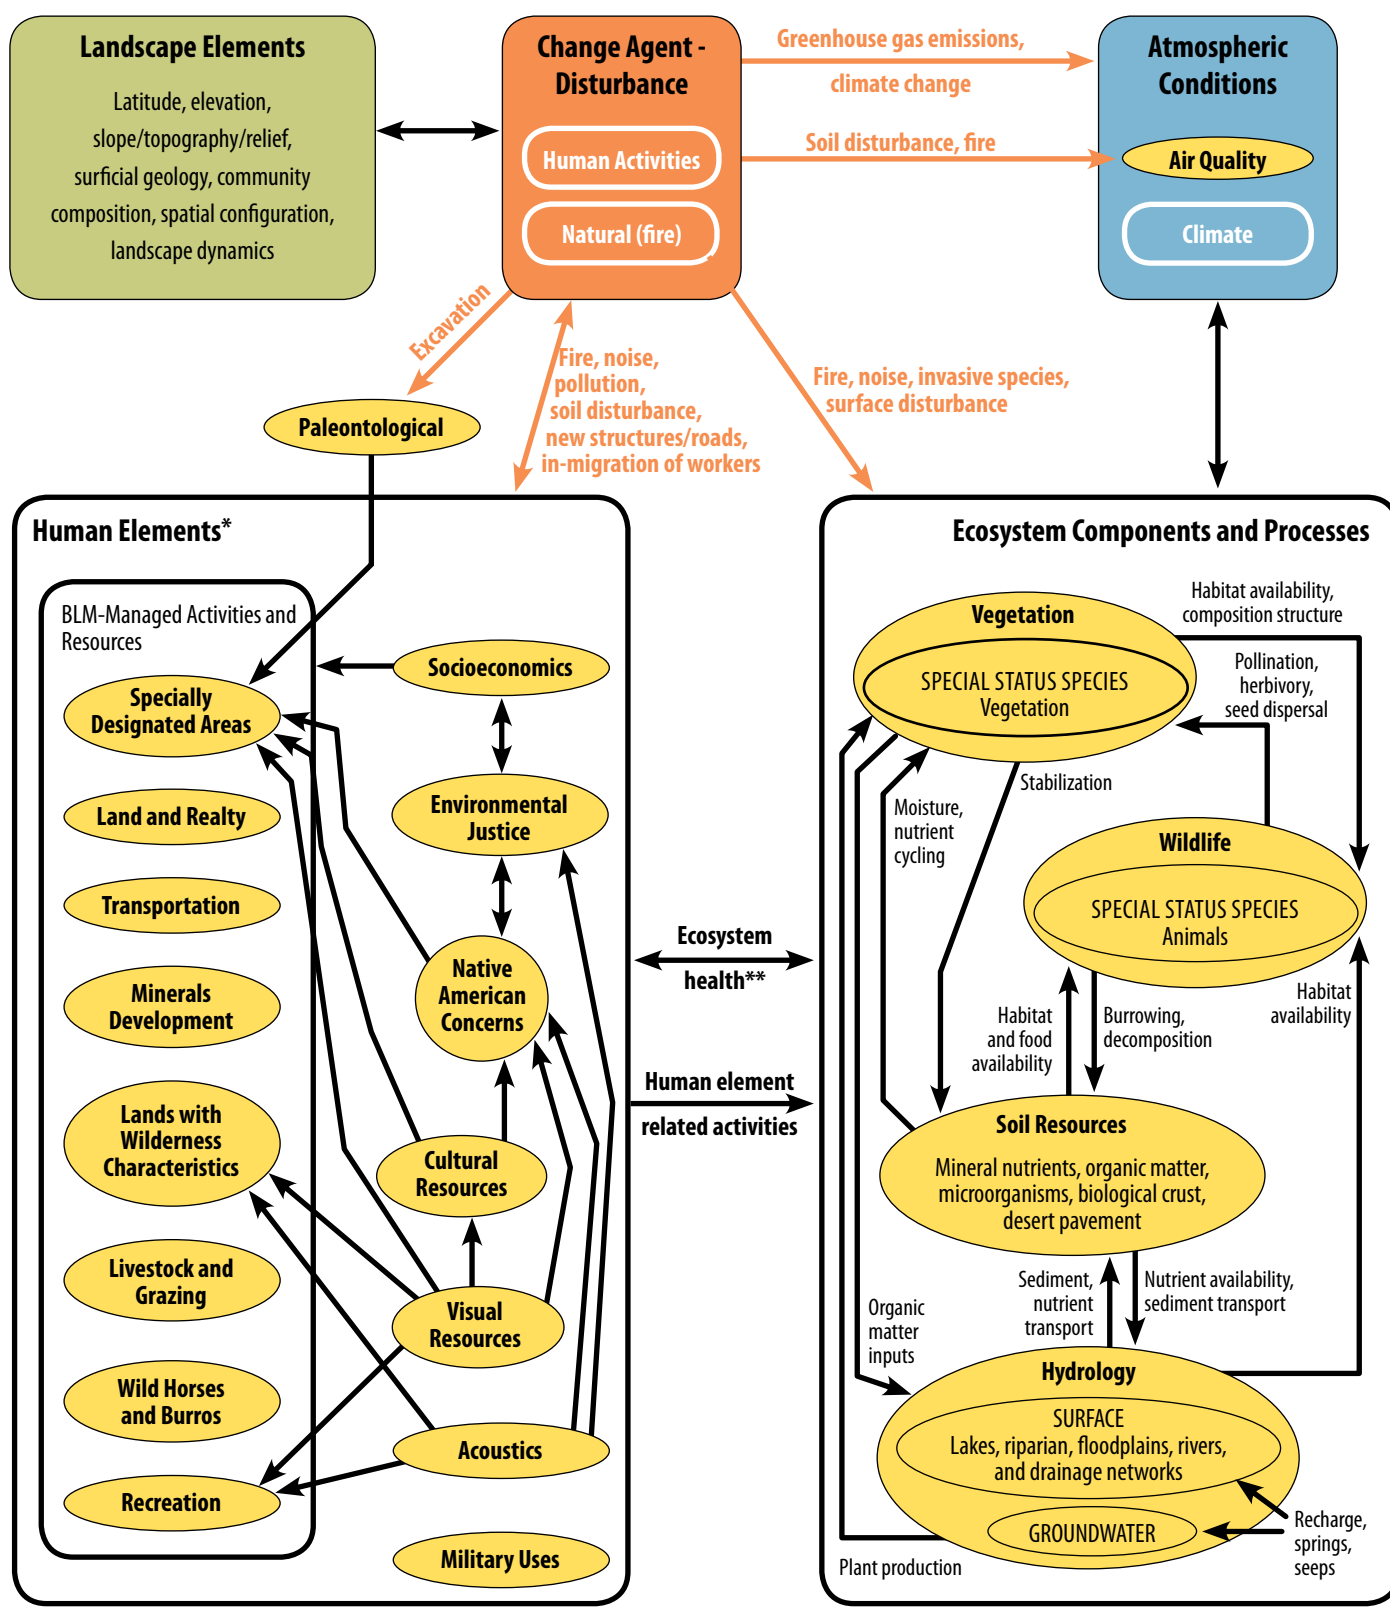 Landscape Elements
Latitude, elevation,
slope/topography/relief,
surficial geology, community
composition, spatial configuration,
landscape dynamics
Change Agent -
Disturbance
Human Activities
Natural (fire)
Greenhouse gas emissions,
climate change
Soil disturbance, fire
Atmospheric
Conditions
Air Quality
Climate
Excavation
Fire, noise,
pollution,
soil disturbance,
new structures/roads,
in-migration of workers
Fire, noise, invasive species,
surface disturbance
Paleontological
Human Elements*
BLM-Managed Activities and
Resources
Specially
Designated Areas
Land and Realty
Transportation
Minerals
Development
Lands with
Wilderness
Characteristics
Livestock and
Grazing
Wild Horses
and Burros
Recreation
Socioeconomics
Environmental
Justice
Native
American
Concerns
Cultural
Resources
Visual
Resources
Acoustics
Military Uses
Ecosystem
health**
Human element
related activities
Ecosystem Components and Processes
Vegetation
SPECIAL STATUS SPECIES
Vegetation
Habitat availability,
composition structure
Pollination,
herbivory,
seed dispersal
Stabilization
Moisture,
nutrient
cycling
Wildlife
SPECIAL STATUS SPECIES
Animals
Habitat
and food
availability
Burrowing,
decomposition
Habitat
availability
Soil Resources
Mineral nutrients, organic matter,
microorganisms, biological crust,
desert pavement
Sediment,
nutrient
transport
Nutrient availability,
sediment transport
Organic
matter
inputs
Hydrology
SURFACE
Lakes, riparian, floodplains, rivers,
and drainage networks
GROUNDWATER
Recharge,
springs,
seeps
Plant production